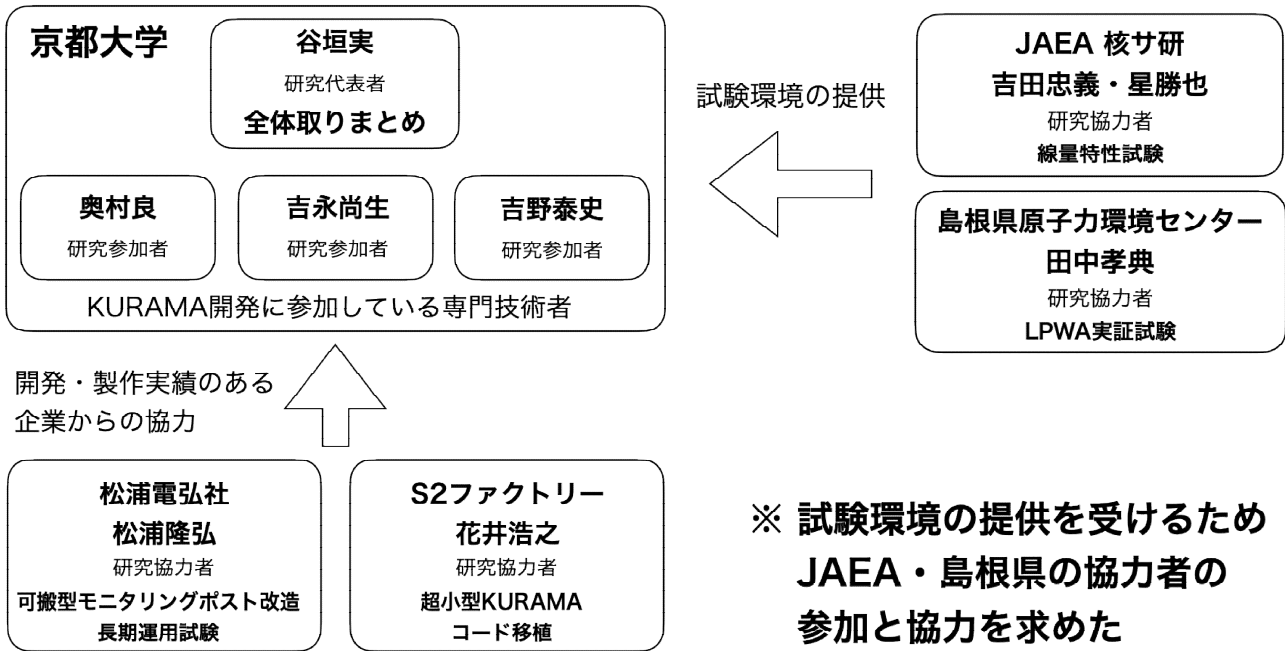 京都大学
谷垣実
研究代表者
全体取りまとめ
奥村良
研究参加者
吉永尚生
研究参加者
吉野泰史
研究参加者
KURAMA開発に参加している専門技術者
試験環境の提供
JAEA 核サ研
吉田忠義・星勝也
研究協力者
線量特性試験
島根県原子力環境センター
田中孝典
研究協力者
LPWA実証試験
開発・製作実績のある
企業からの協力
松浦電弘社
松浦隆弘
研究協力者
可搬型モニタリングポスト改造
長期運用試験
S2ファクトリー
花井浩之
研究協力者
超小型KURAMA
コード移植
※ 試験環境の提供を受けるため
JAEA・島根県の協力者の
参加と協力を求めた